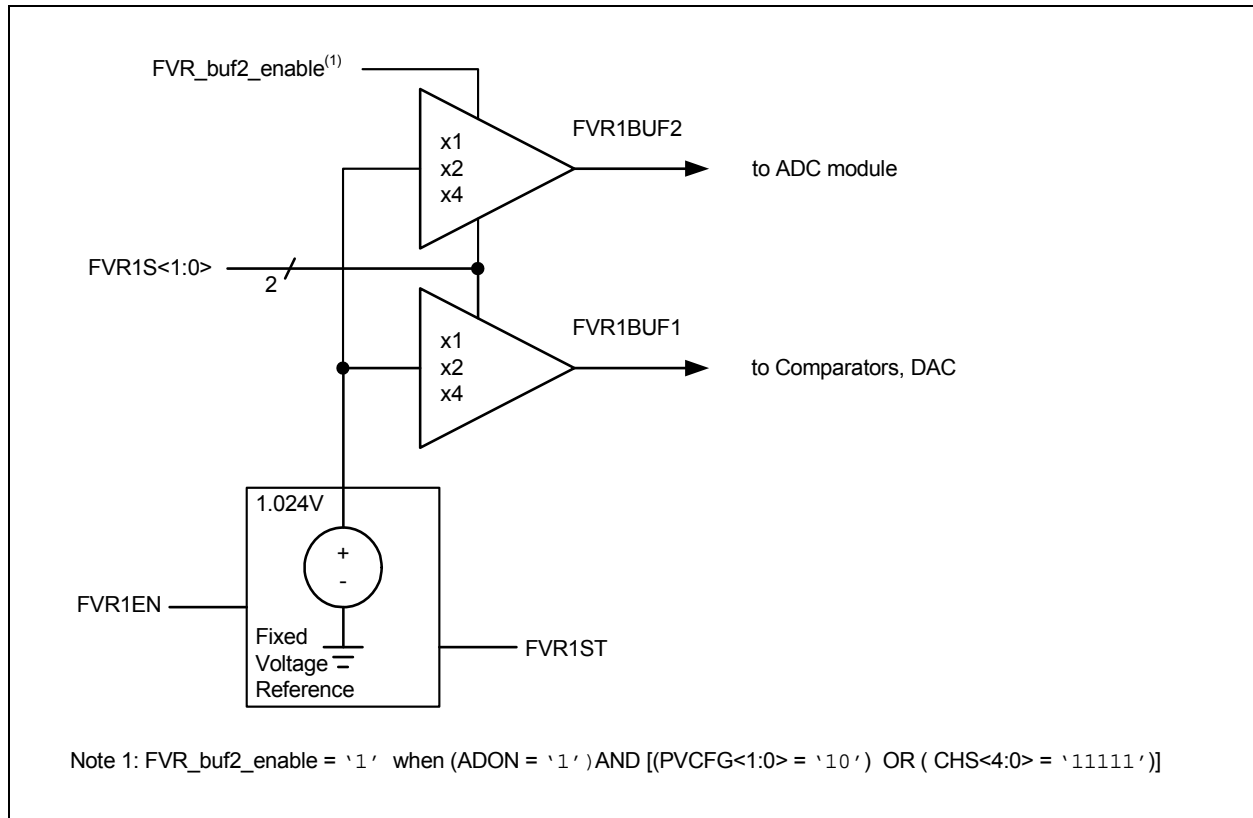 FVR_buf2_enable(1)
x1
x2
x4
FVR1BUF2
to ADC module
FVR1S<1:0>
2
x1
x2
x4
FVR1BUF1
to Comparators, DAC
1.024V
+
-
FVR1EN
Fixed
Voltage
Reference
FVR1ST
Note 1: FVR_buf2_enable = ‘1’ when (ADON = ‘1’)AND [(PVCFG<1:0> = ‘10’) OR ( CHS<4:0> = ‘11111’)]